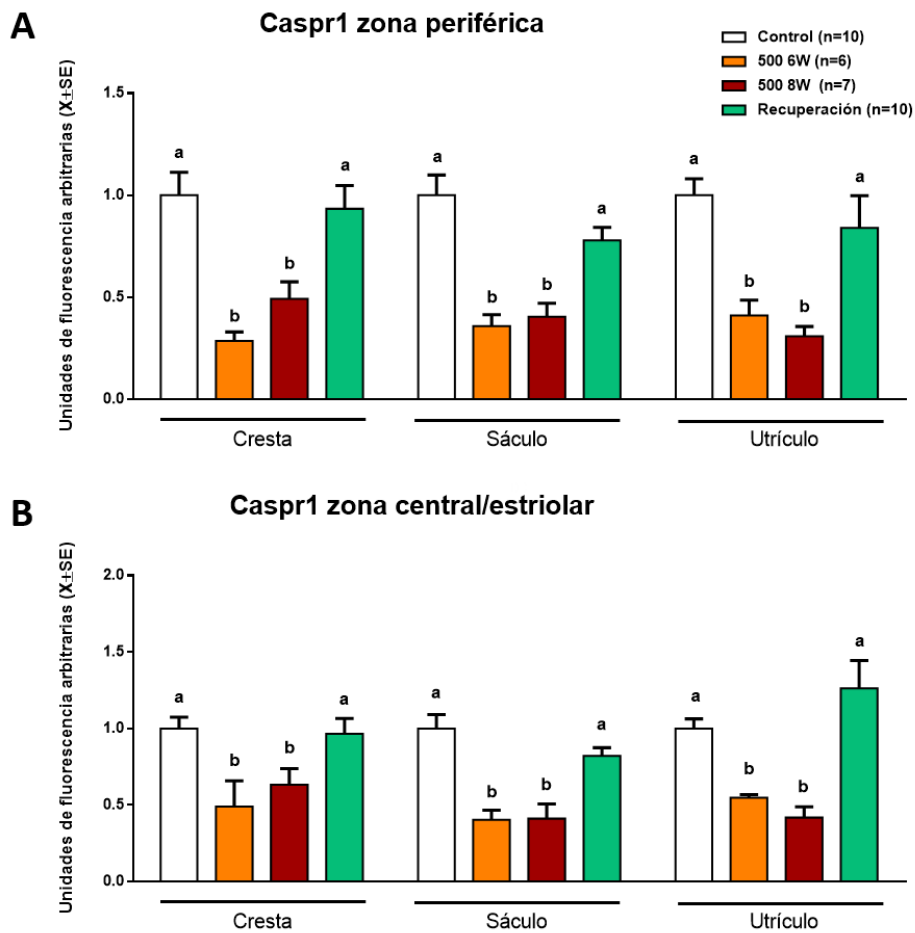 A
Caspr1 zona periférica
Control (n=10)
500 6W (n=6)
500 8W (n=7)
Recuperación (n=10)
Unidades de fluorescencia arbitrarias (X±SE)
1.5
1.0
0.5
0.0
a
b
b
a
a
b
b
a
a
b
b
a
Cresta
Sáculo
Utrículo
B
Caspr1 zona central/estriolar
Unidades de fluorescencia arbitrarias (X±SE)
2.0
1.5
1.0
0.5
0.0
a
b
b
a
a
b
b
a
a
b
b
a
Cresta
Sáculo
Utrículo